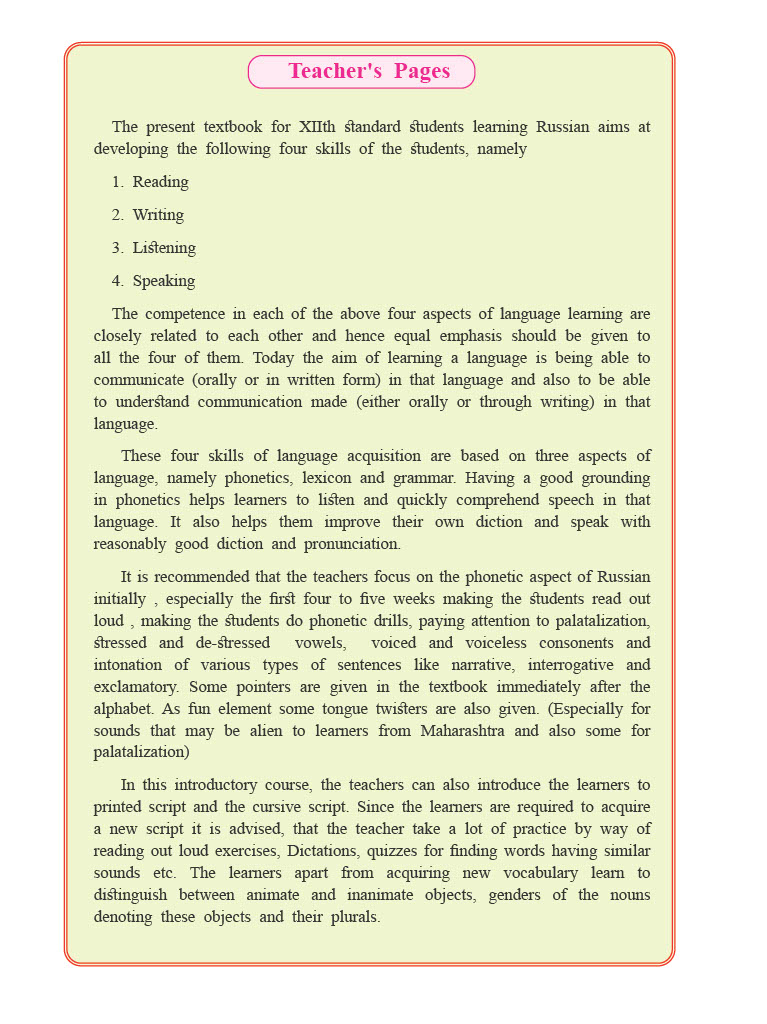 Teacher's Pages
The present textbook for XIIth standard students learning Russian aims at
developing the following four skills of the students, namely
1. Reading
2. Writing
3. Listening
4. Speaking
The competence in each of the above four aspects of language learning are
closely related to each other and hence equal emphasis should be given to
all the four of them. Today the aim of learning a language is being able to
communicate (orally or in written form) in that language and also to be able
to understand communication made (either orally or through writing) in that
language.
These four skills of language acquisition are based on three aspects of
language, namely phonetics, lexicon and grammar. Having a good grounding
in phonetics helps learners to listen and quickly comprehend speech in that
language. It also helps them improve their own diction and speak with
reasonably good diction and pronunciation.
It is recommended that the teachers focus on the phonetic aspect of Russian
initially , especially the first four to five weeks making the students read out
loud , making the students do phonetic drills, paying attention to palatalization,
stressed and de-stressed vowels, voiced and voiceless consonents and
intonation of various types of sentences like narrative, interrogative and
exclamatory. Some pointers are given in the textbook immediately after the
alphabet. As fun element some tongue twisters are also given. (Especially for
sounds that may be alien to learners from Maharashtra and also some for
palatalization)
In this introductory course, the teachers can also introduce the learners to
printed script and the cursive script. Since the learners are required to acquire
a new script it is advised, that the teacher take a lot of practice by way of
reading out loud exercises, Dictations, quizzes for finding words having similar
sounds etc. The learners apart from acquiring new vocabulary learn to
distinguish between animate and inanimate objects, genders of the nouns
denoting these objects and their plurals.